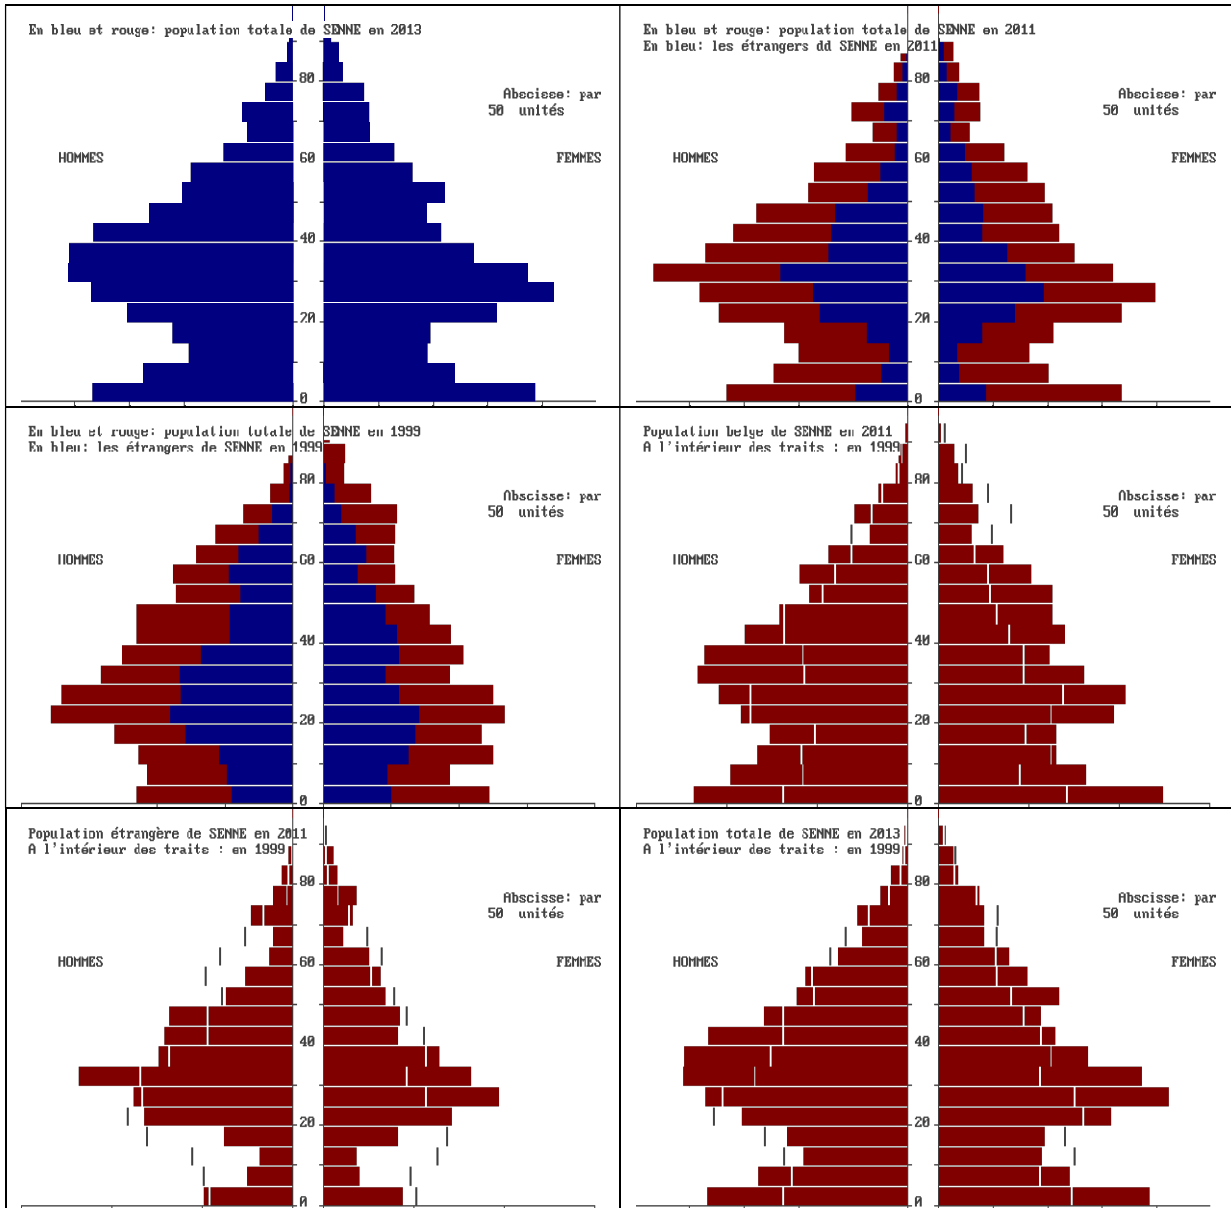 En bleu et rouge: population totale de SENNE en 2013
80
Abscisse: par
50 unités
HOMMES
60
FEMMES
40
20
0
En bleu et rouge: population totale de SENNE en 2011
En bleu: les étrangers dd SENNE en 2011
80
Abscisse: par
50 unités
HOMMES
60
FEMMES
40
20
0
En bleu et rouge: population totale de SENNE en 1999
En bleu: les étrangers de SENNE en 1999
80
Abscisse: par
50 unités
HOMMES
60
FEMMES
40
20
0
Population belge de SENNE en 2011
A l'intérieur des traits : en 1999
80
Abscisse: par
50 unités
HOMMES
60
FEMMES
40
20
0
Population étrangère de SENNE en 2011
A l'intérieur des traits : en 1999
80
Abscisse: par
50 unités
HOMMES
60
FEMMES
40
20
0
Population totale de SENNE en 2013
A l'intérieur des traits : en 1999
80
Abscisse: par
50 unités
HOMMES
60
FEMMES
40
20
0